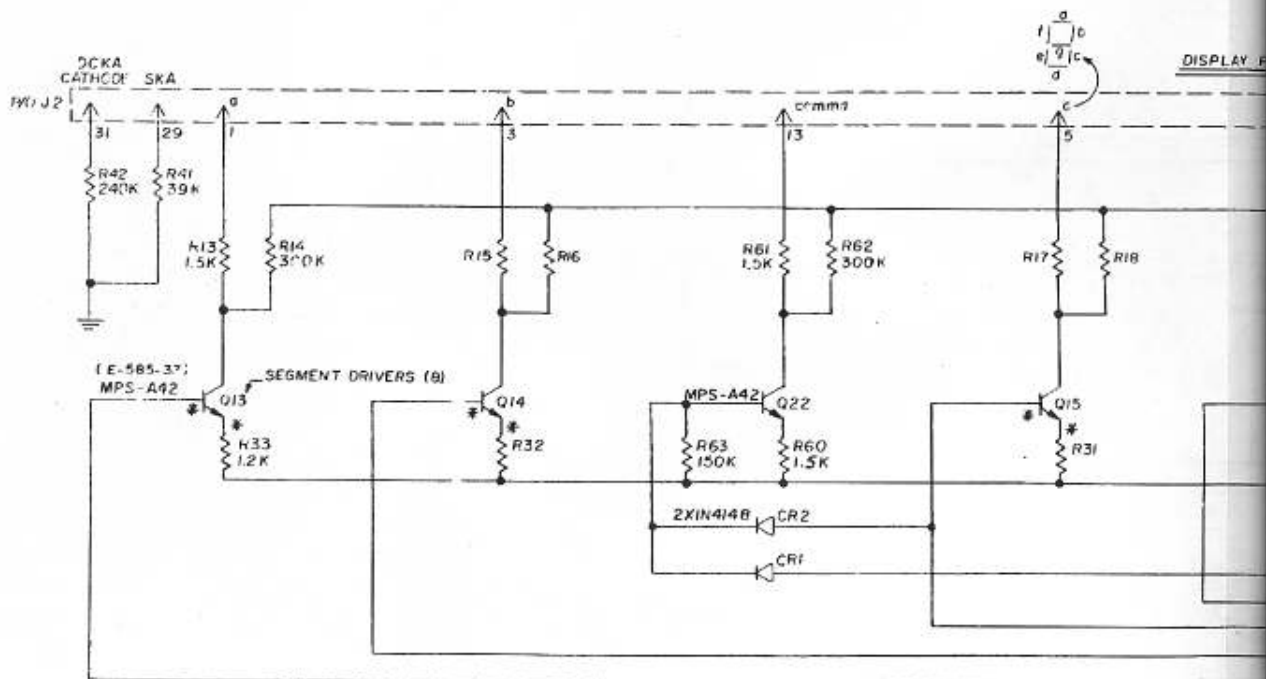 a
f b
g
e c
d
DISPLAY
DCKA
CATHODE SKA
P/O J2
a
b
comma
c
31
29
1
3
13
5
R42
240K
R41
39K
R13
1.5K
R14
300K
R15
R16
R61
1.5K
R62
300K
R17
R18
(E-585-37)
MPS-A42
SEGMENT DRIVERS (8)
Q13
*
*
Q14
*
*
MPS-A42
Q22
Q15
*
*
R33
1.2K
R32
R63
150K
R60
1.5K
R31
2X1N4148
CR2
CR1